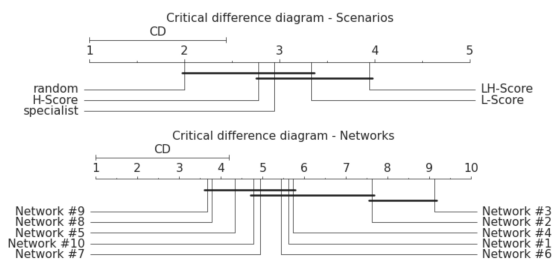 Critical difference diagram - Scenarios
CD
1 2 3 4 5
random LH-Score
H-Score L-Score
specialist
Critical difference diagram - Networks
CD
1 2 3 4 5 6 7 8 9 10
Network #9 Network #3
Network #8 Network #2
Network #5 Network #4
Network #10 Network #1
Network #7 Network #6